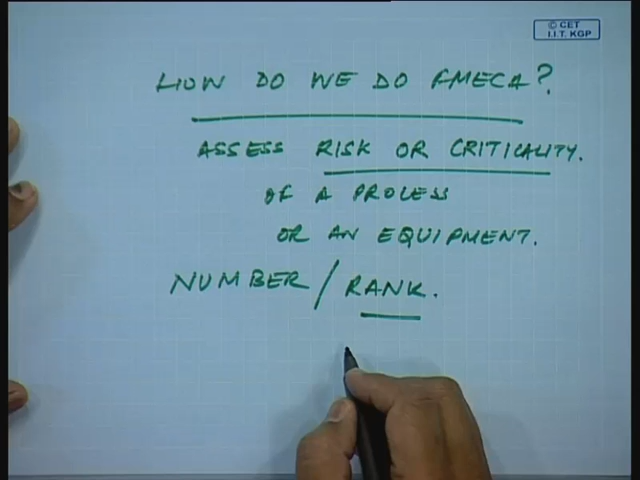 © CET
I.I.T. KGP
HOW DO WE DO FMECA?
ASSESS RISK OR CRITICALITY.
OF A PROCESS
OR AN EQUIPMENT.
NUMBER / RANK.